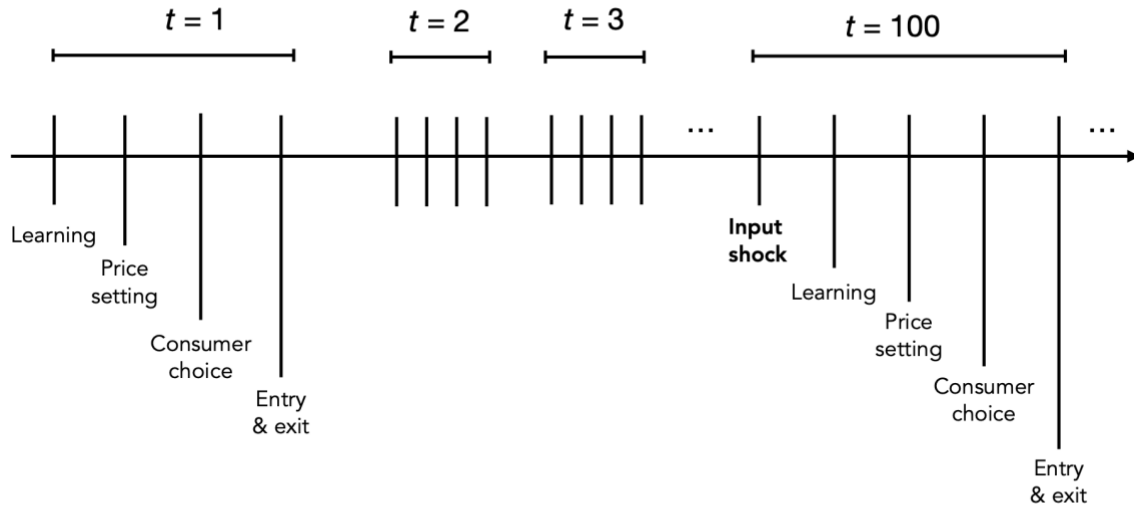 t = 1
t = 2
t = 3
t = 100
...
...
Learning
Price
setting
Consumer
choice
Entry
& exit
Input
shock
Learning
Price
setting
Consumer
choice
Entry
& exit